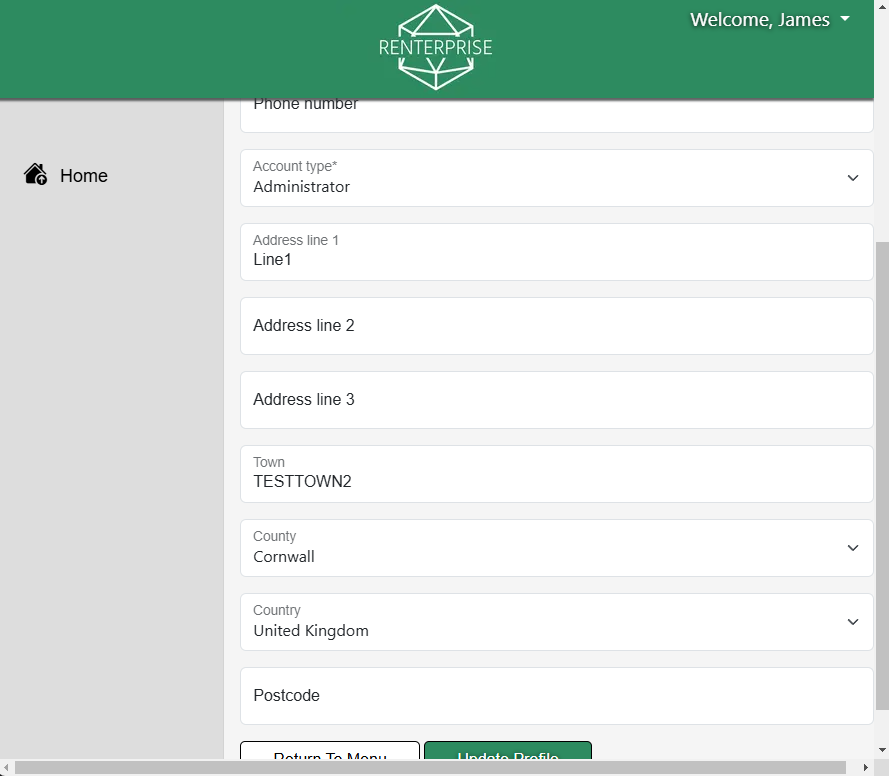 RENTERPRISE
Welcome, James
Home
Phone number
Account type*
Administrator
Address line 1
Line1
Address line 2
Address line 3
Town
TESTTOWN2
County
Cornwall
Country
United Kingdom
Postcode
Return To Menu
Update Profile